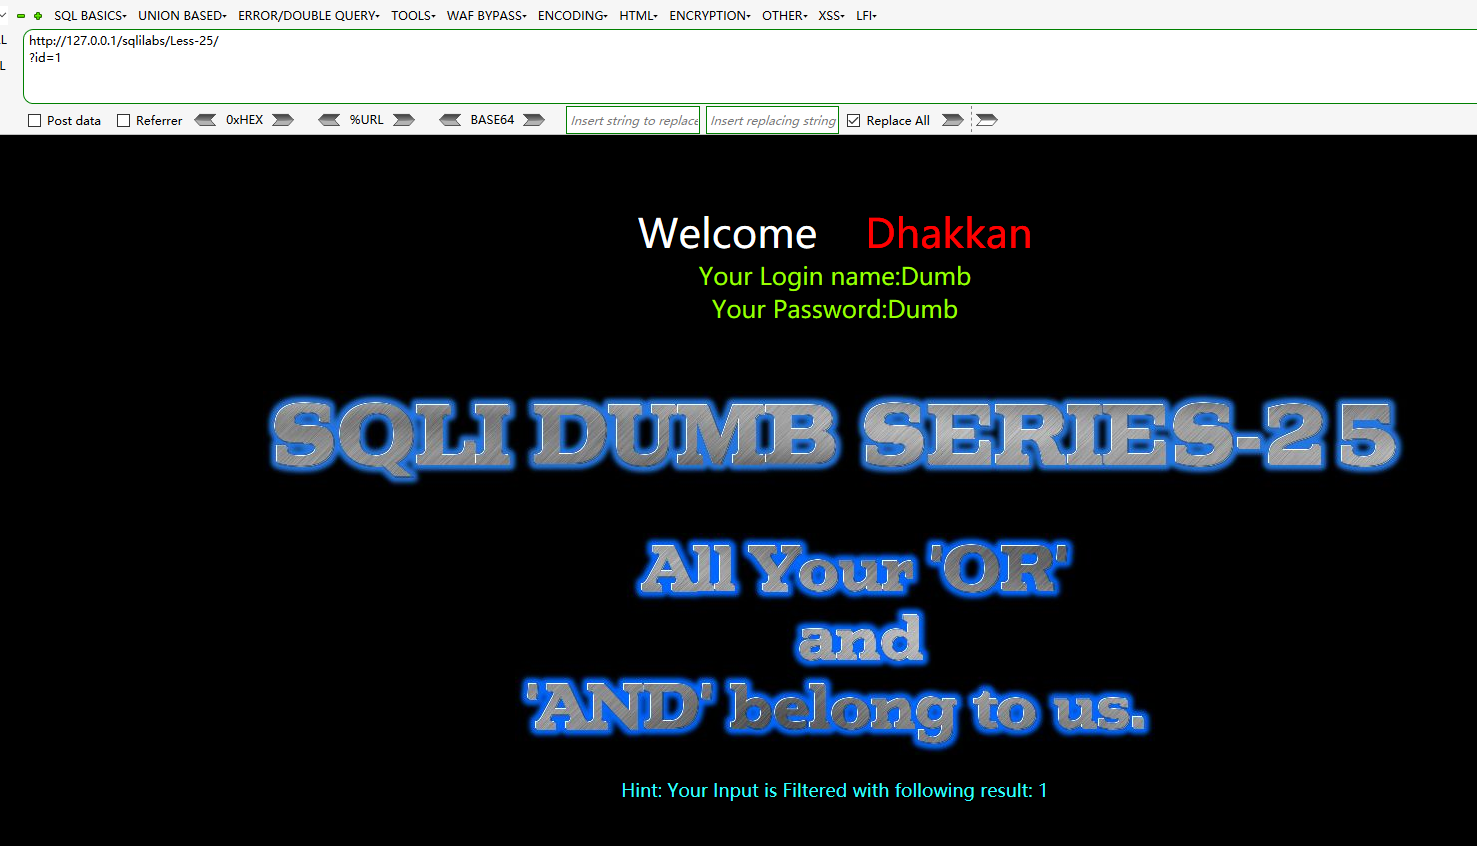 SQL BASICS▾ UNION BASED▾ ERROR/DOUBLE QUERY▾ TOOLS▾ WAF BYPASS▾ ENCODING▾ HTML▾ ENCRYPTION▾ OTHER▾ XSS▾ LFI▾
L
http://127.0.0.1/sqlilabs/Less-25/
?id=1
L
Post data Referrer 0xHEX %URL BASE64 Insert string to replace Insert replacing string Replace All
Welcome Dhakkan
Your Login name:Dumb
Your Password:Dumb
SQLI DUMB SERIES-25
All Your 'OR'
and
'AND' belong to us.
Hint: Your Input is Filtered with following result: 1